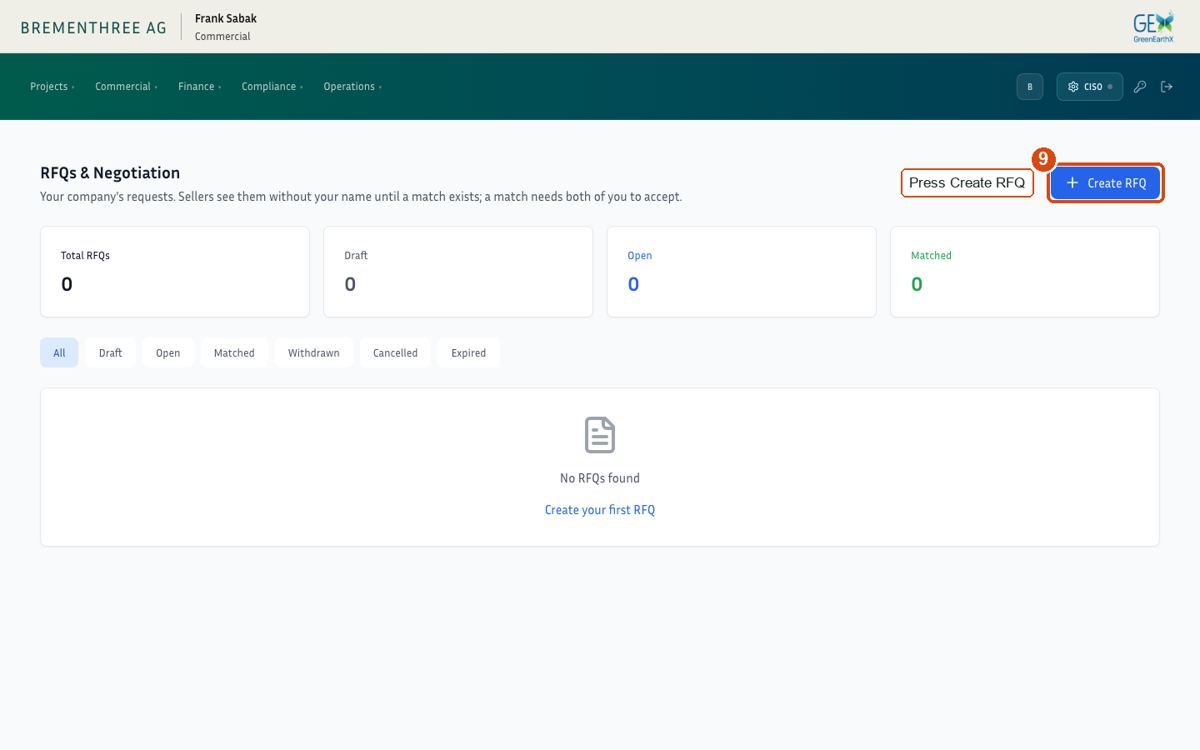 BREMENTHREE AG
Frank Sabak
Commercial
GEX
GreenEarthX
Projects
Commercial
Finance
Compliance
Operations
B
CISO
RFQs & Negotiation
Your company's requests. Sellers see them without your name until a match exists; a match needs both of you to accept.
Press Create RFQ
9
+ Create RFQ
Total RFQs
0
Draft
0
Open
0
Matched
0
All
Draft
Open
Matched
Withdrawn
Cancelled
Expired
No RFQs found
Create your first RFQ